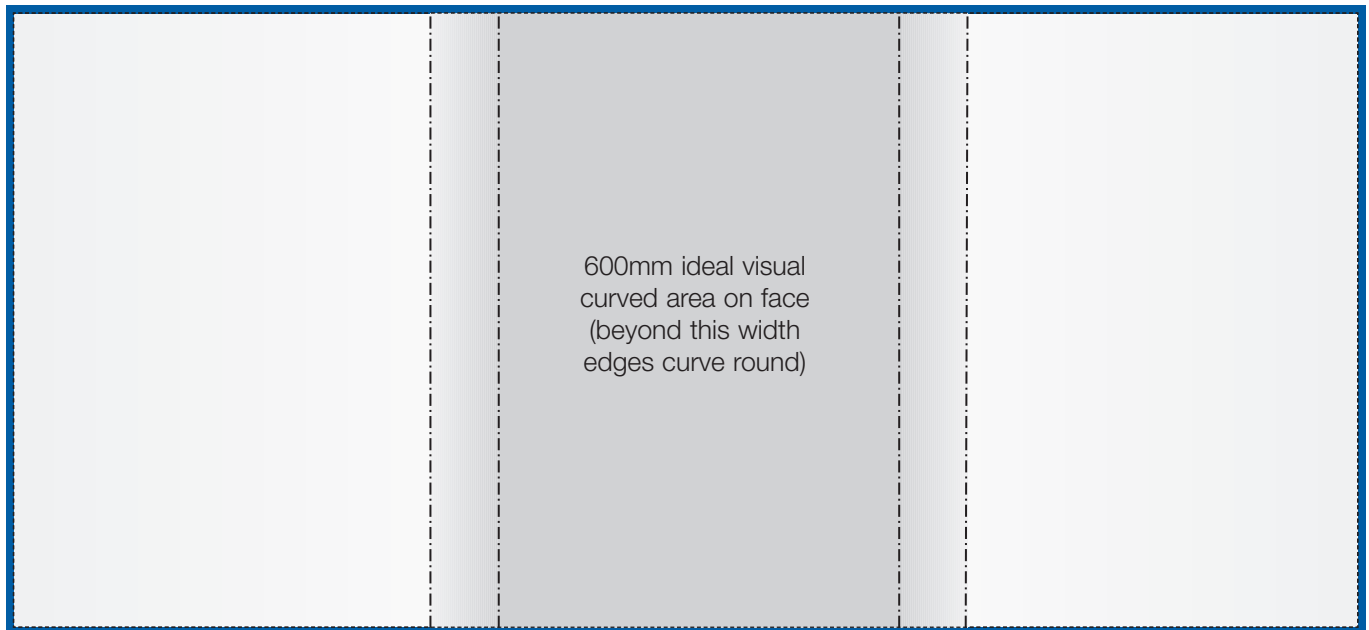 600mm ideal visual
curved area on face
(beyond this width
edges curve round)